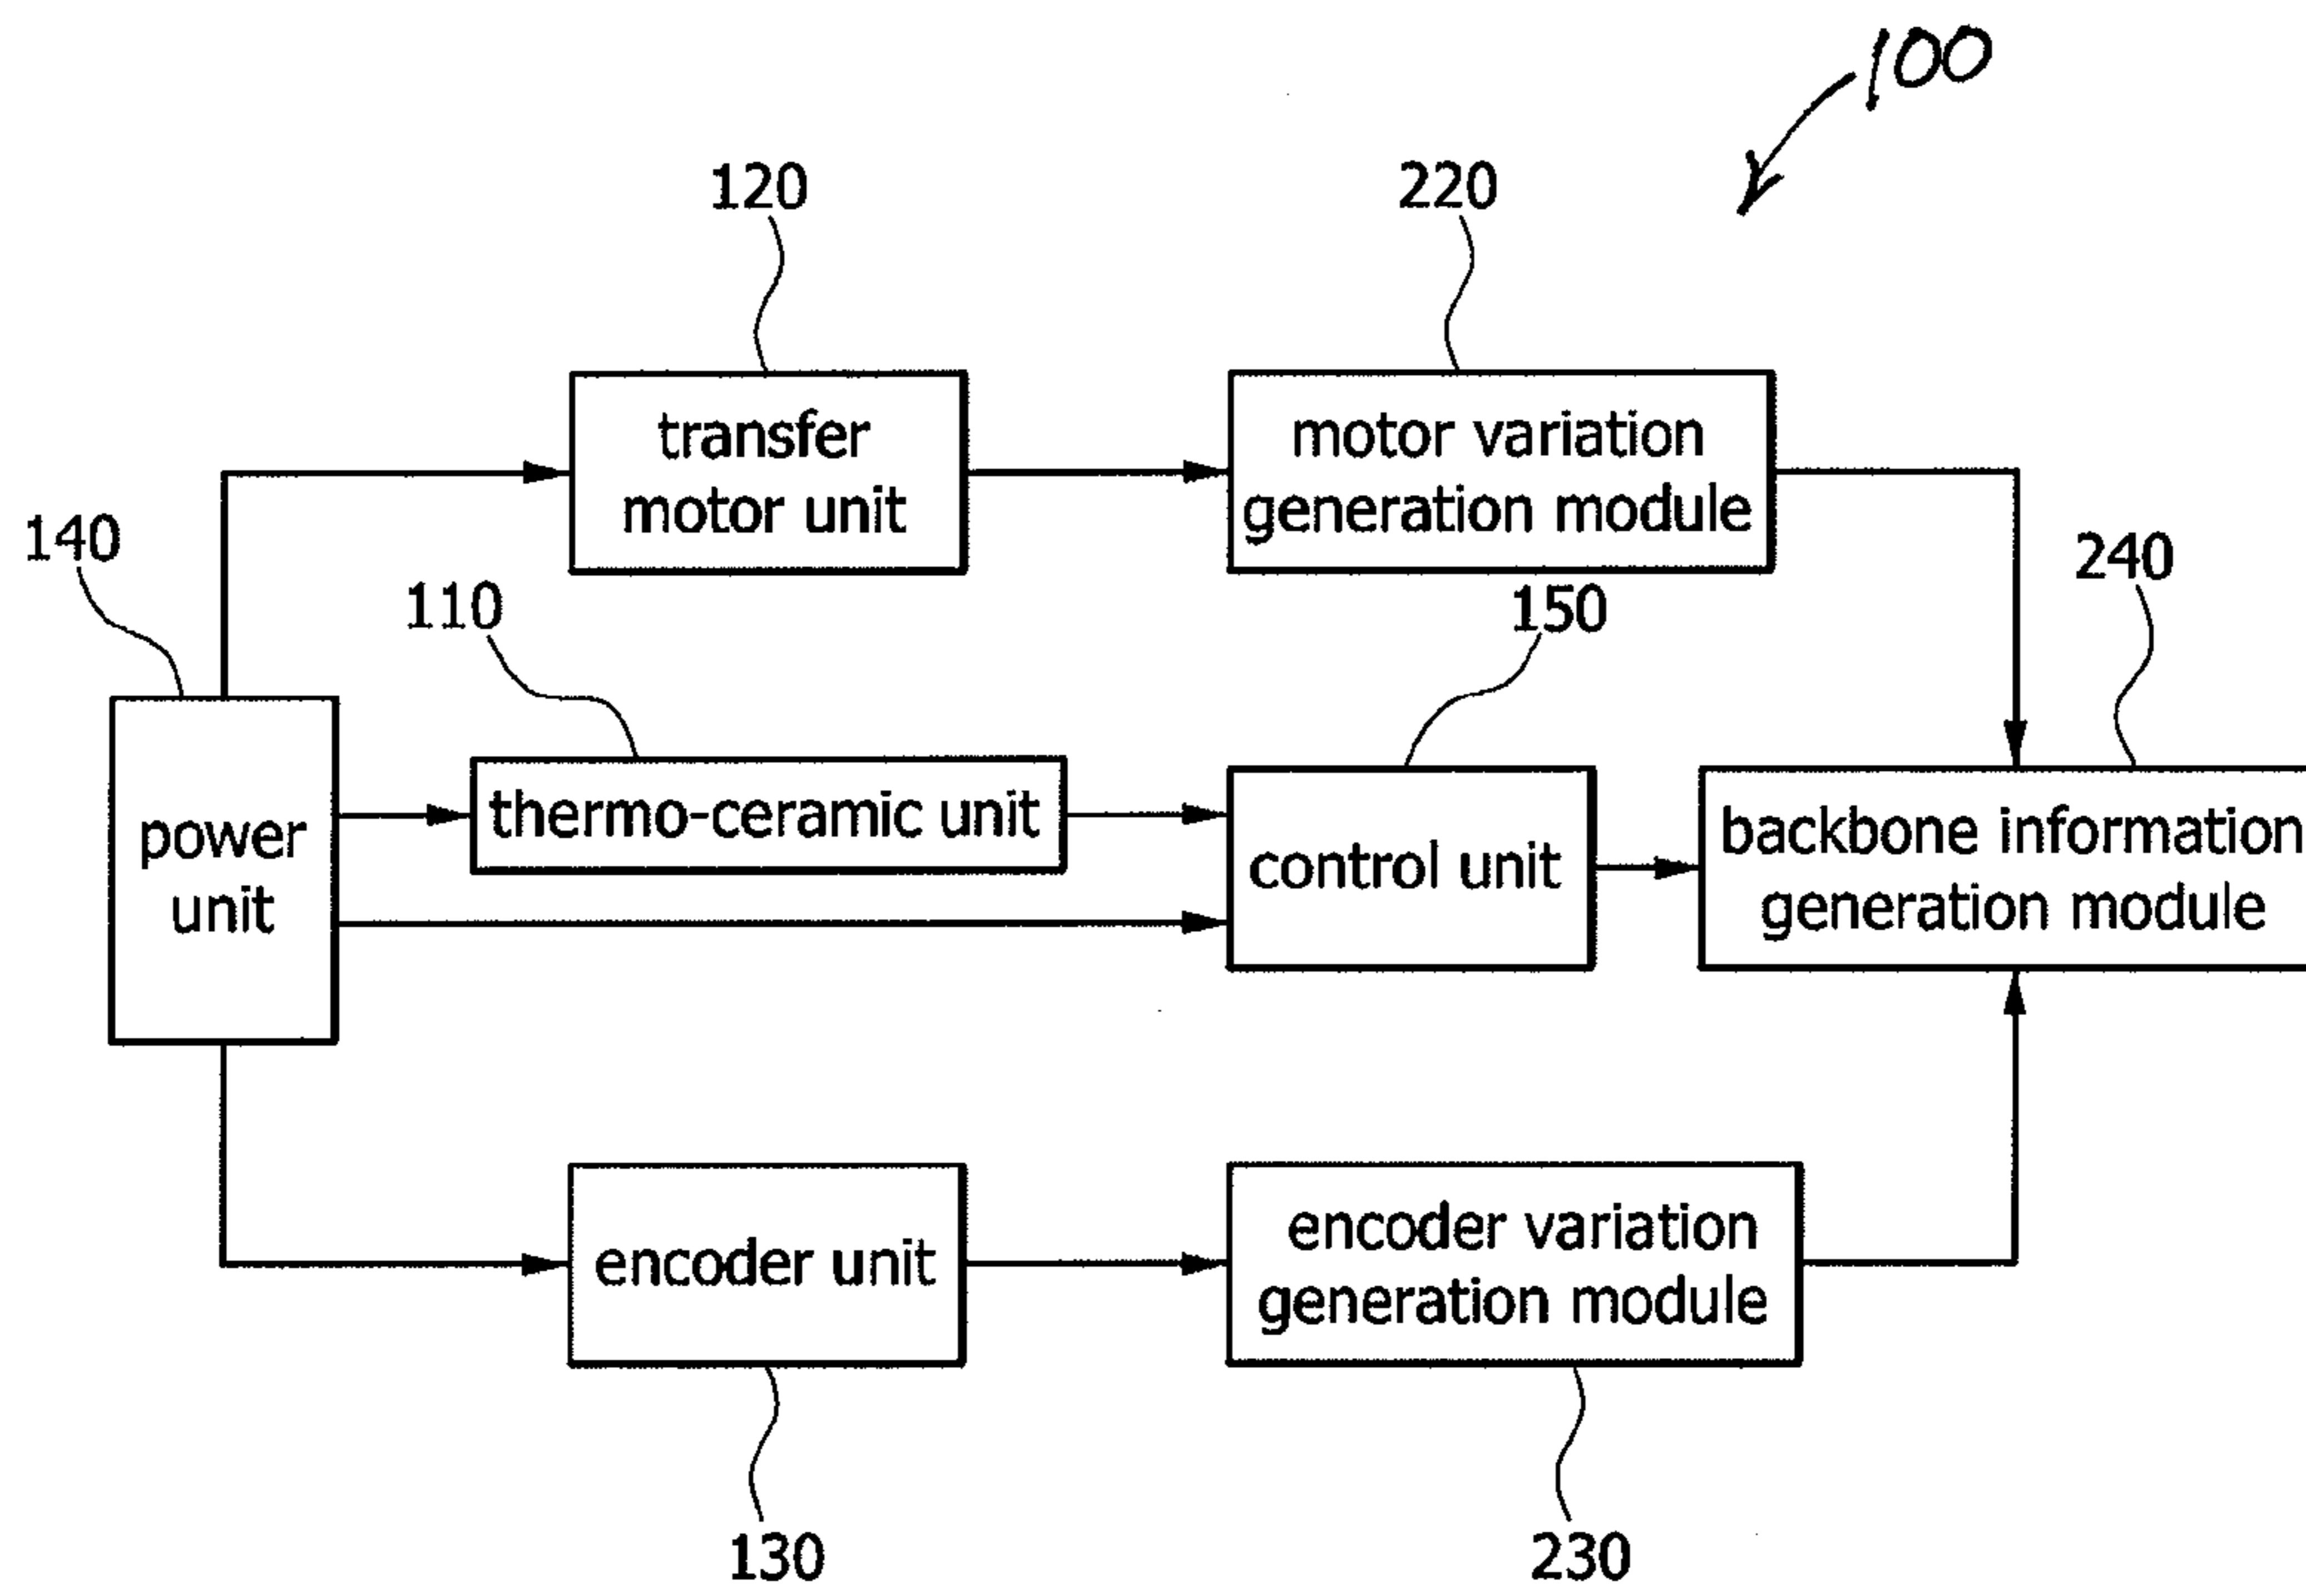 100
120
220
transfer
motor unit
motor variation
generation module
140
110
150
240
power
unit
thermo-ceramic unit
control unit
backbone information
generation module
encoder unit
encoder variation
generation module
130
230